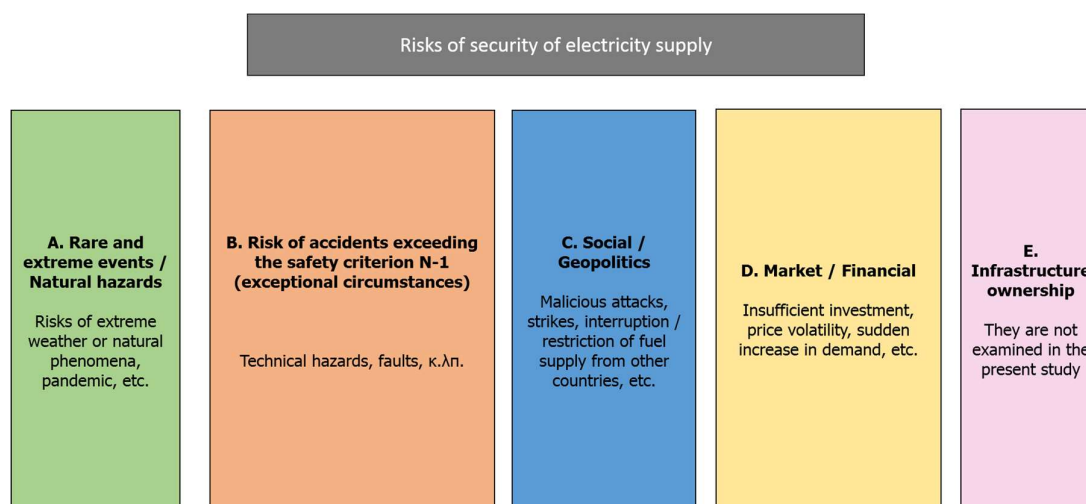 Risks of security of electricity supply
A. Rare and
extreme events /
Natural hazards
Risks of extreme
weather or natural
phenomena,
pandemic, etc.
B. Risk of accidents exceeding
the safety criterion N-1
(exceptional circumstances)
Technical hazards, faults, κ.λπ.
C. Social /
Geopolitics
Malicious attacks,
strikes, interruption /
restriction of fuel
supply from other
countries, etc.
D. Market / Financial
Insufficient investment,
price volatility, sudden
increase in demand, etc.
E.
Infrastructure
ownership
They are not
examined in the
present study